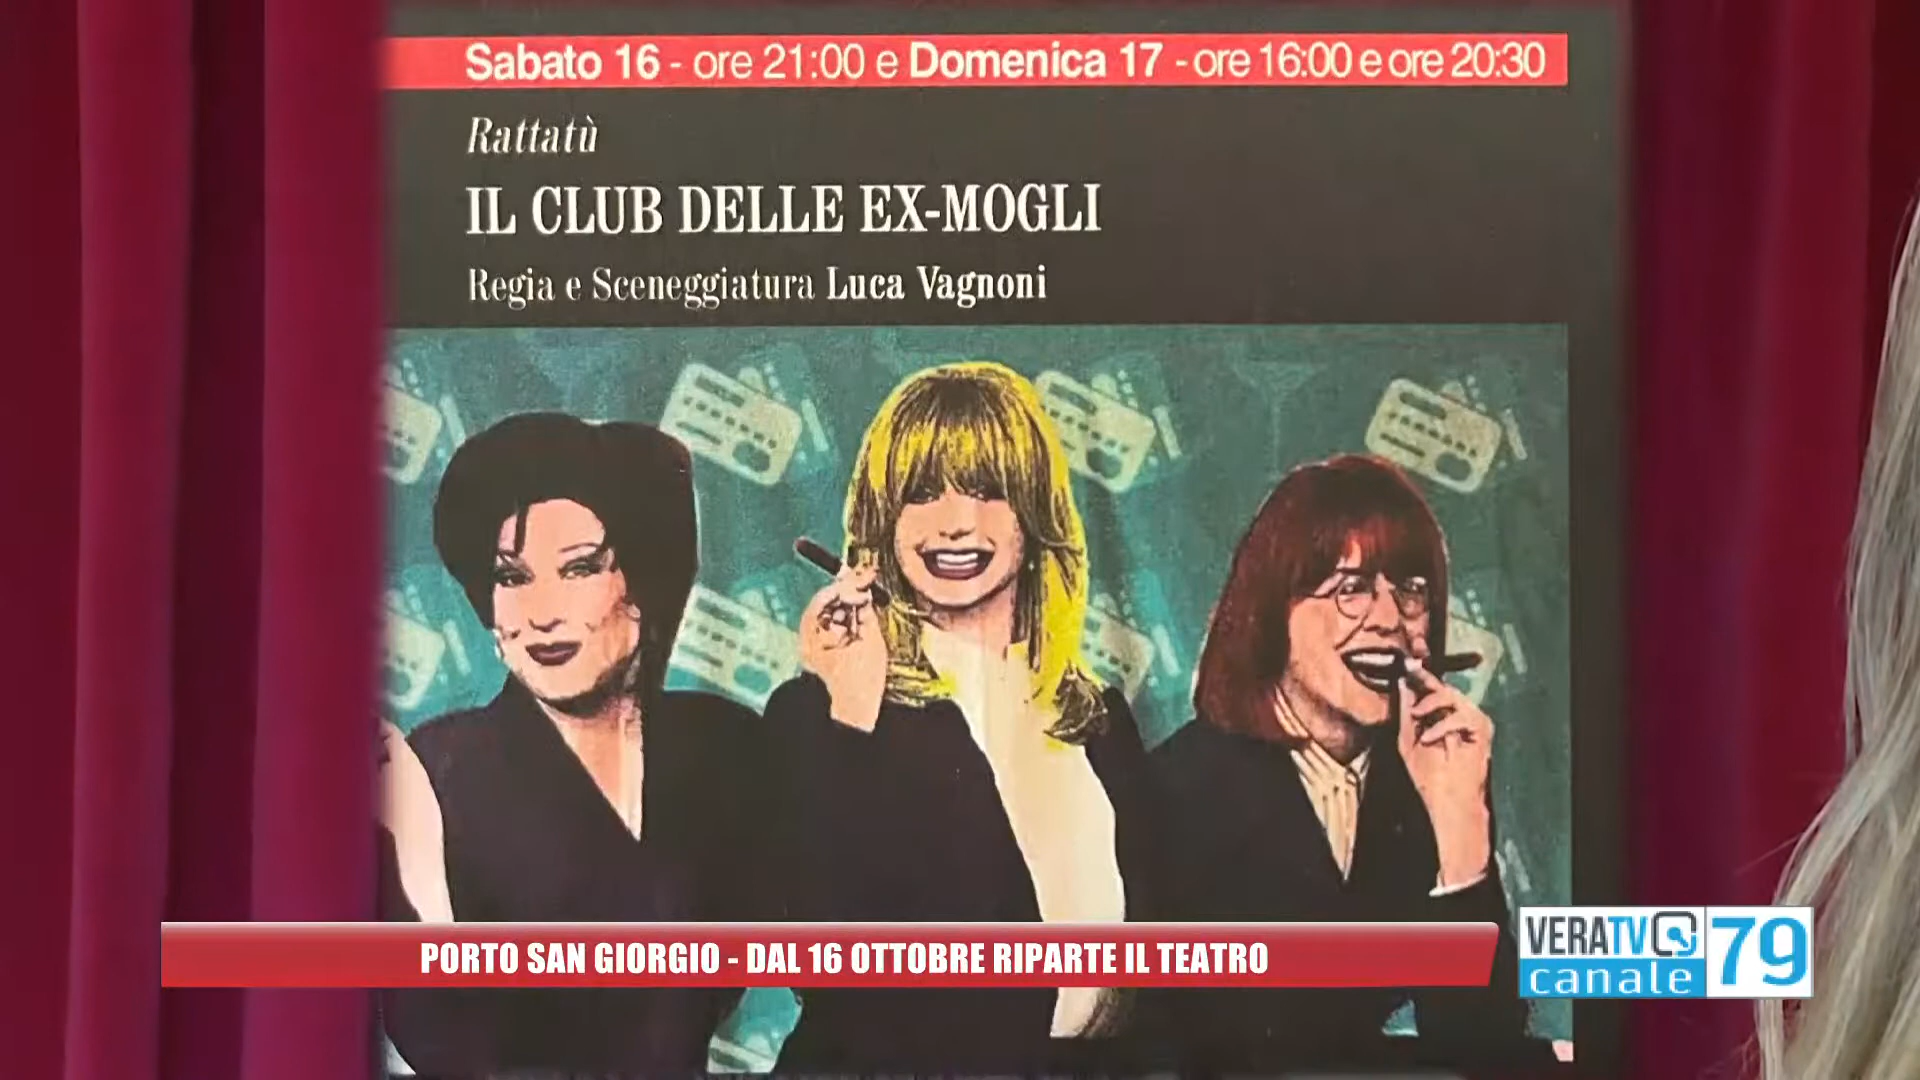 Sabato 16 - ore 21:00 e Domenica 17 - ore 16:00 e ore 20:30
Rattatù
IL CLUB DELLE EX-MOGLI
Regia e Sceneggiatura Luca Vagnoni
PORTO SAN GIORGIO - DAL 16 OTTOBRE RIPARTE IL TEATRO
VERATV
canale 79